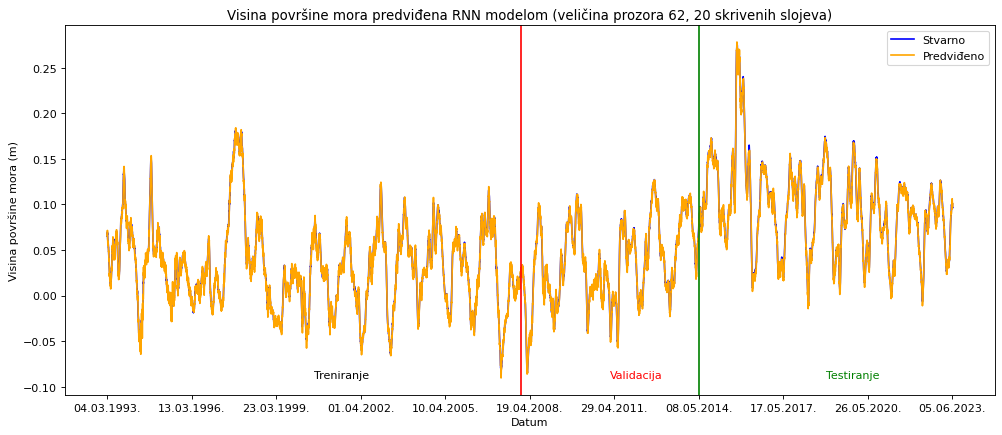 Visina površine mora predviđena RNN modelom (veličina prozora 62, 20 skrivenih slojeva)
Stvarno
Predviđeno
Visina površine mora (m)
0.25
0.20
0.15
0.10
0.05
0.00
−0.05
−0.10
Treniranje
Validacija
Testiranje
04.03.1993.
13.03.1996.
23.03.1999.
01.04.2002.
10.04.2005.
19.04.2008.
29.04.2011.
08.05.2014.
17.05.2017.
26.05.2020.
05.06.2023.
Datum